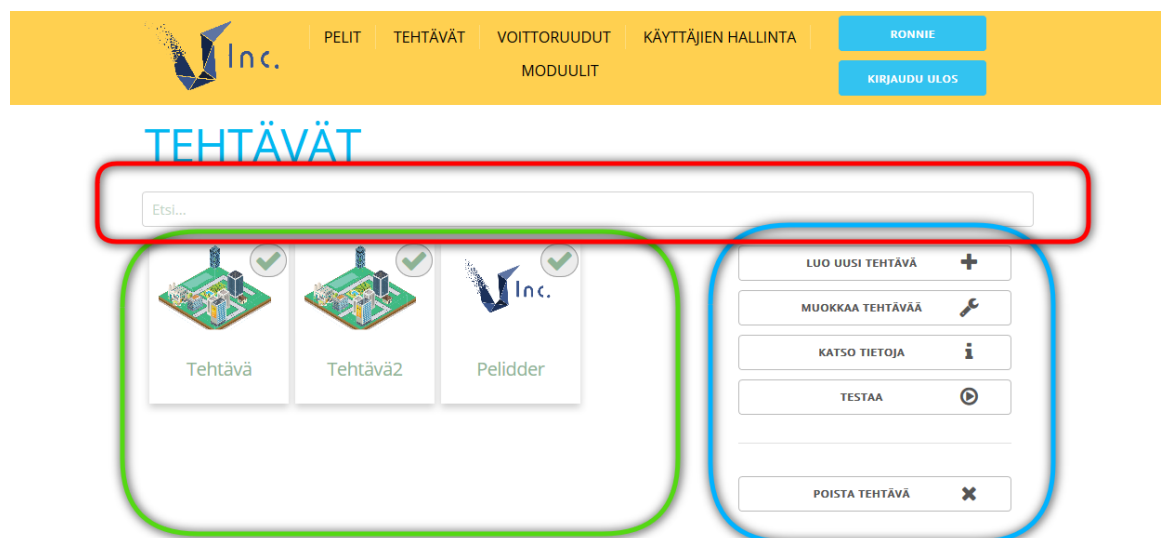 Inc.
PELIT TEHTÄVÄT VOITTORUUDUT KÄYTTÄJIEN HALLINTA
MODUULIT
RONNIE
KIRJAUDU ULOS
TEHTÄVÄT
Etsi...
Tehtävä
Tehtävä2
Inc.
Pelidder
LUO UUSI TEHTÄVÄ
MUOKKAA TEHTÄVÄÄ
KATSO TIETOJA
TESTAA
POISTA TEHTÄVÄ